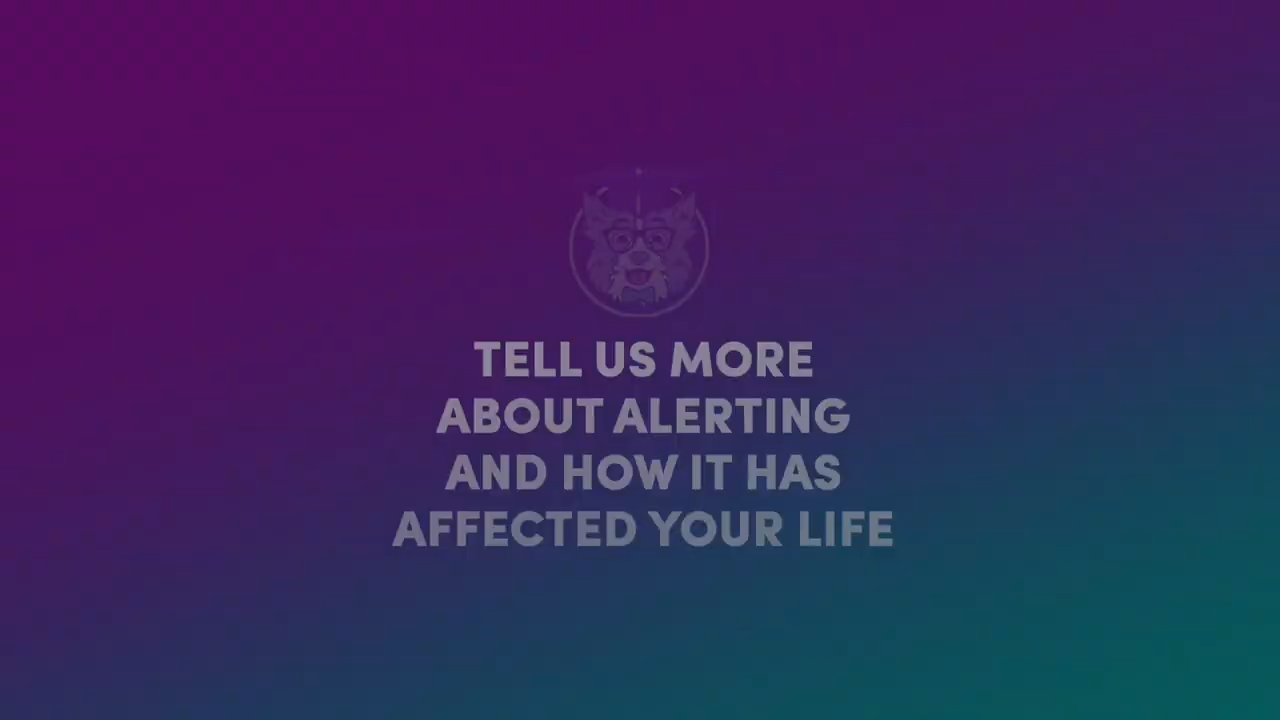 TELL US MORE
ABOUT ALERTING
AND HOW IT HAS
AFFECTED YOUR LIFE